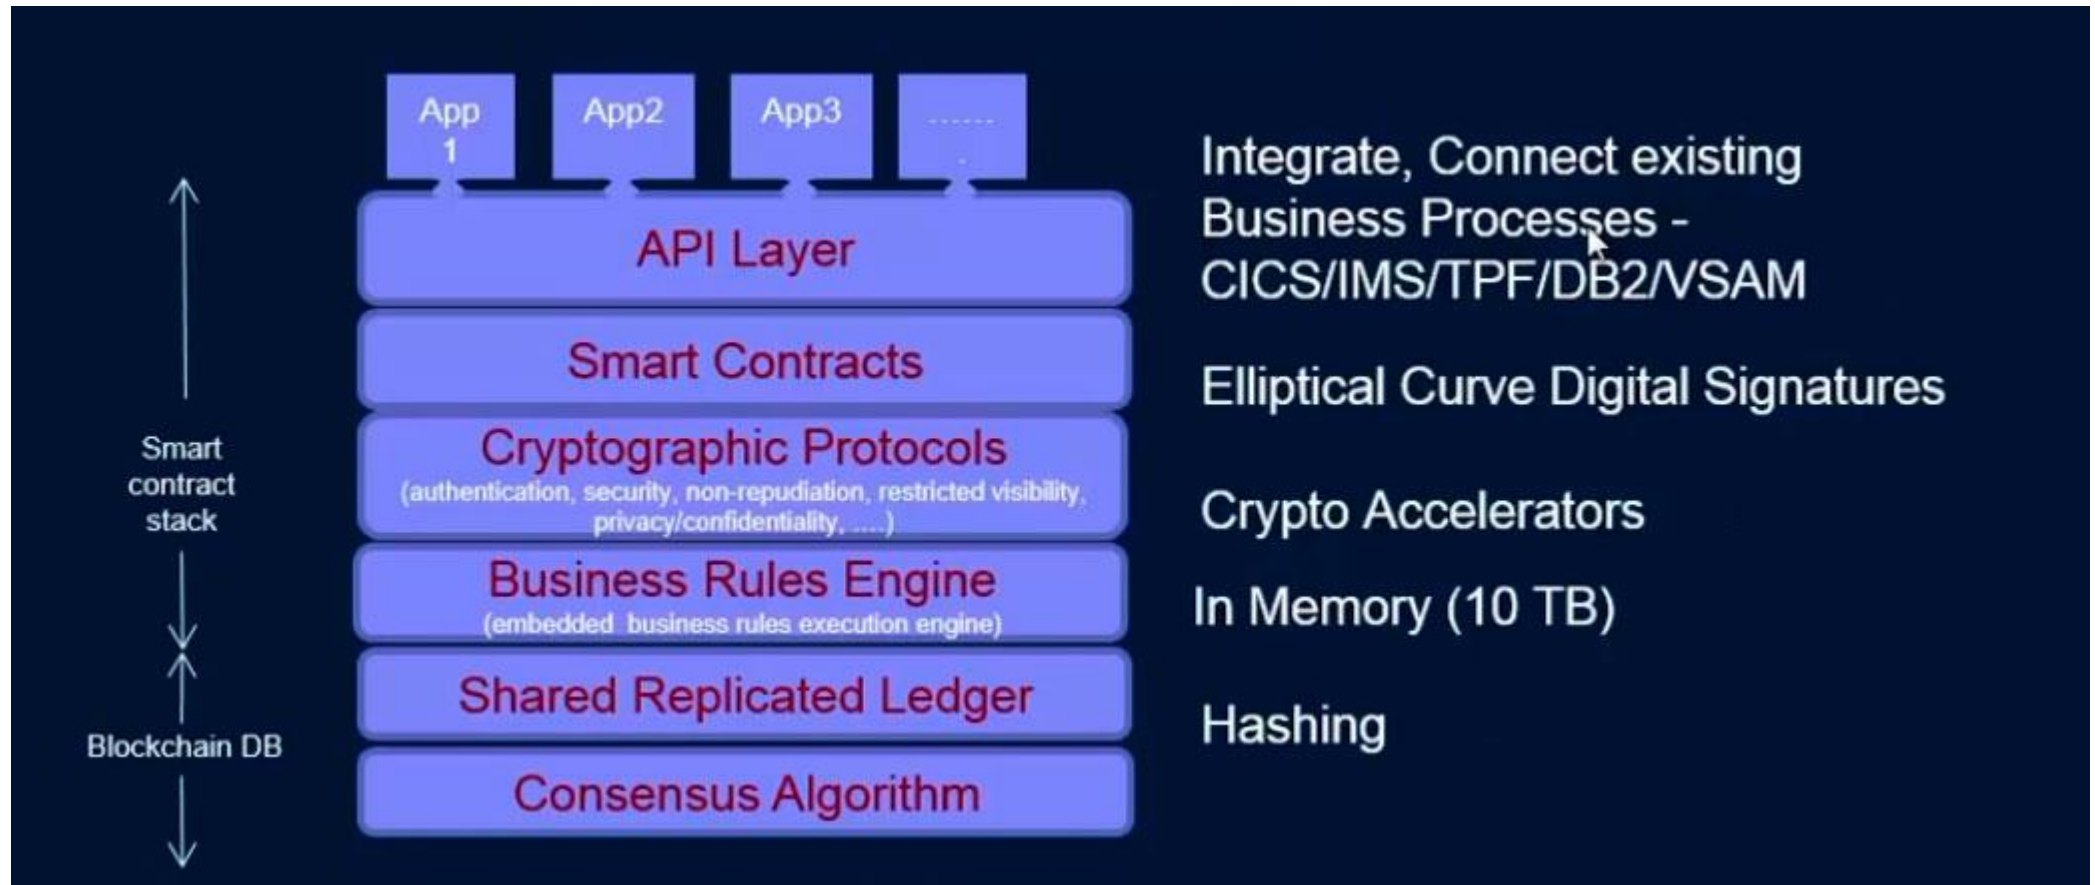 App
1
App2
App3
......
.
API Layer
Smart Contracts
Cryptographic Protocols
(authentication, security, non-repudiation, restricted visibility,
privacy/confidentiality, ....)
Business Rules Engine
(embedded business rules execution engine)
Shared Replicated Ledger
Consensus Algorithm
Smart
contract
stack
Blockchain DB
Integrate, Connect existing
Business Processes -
CICS/IMS/TPF/DB2/VSAM
Elliptical Curve Digital Signatures
Crypto Accelerators
In Memory (10 TB)
Hashing